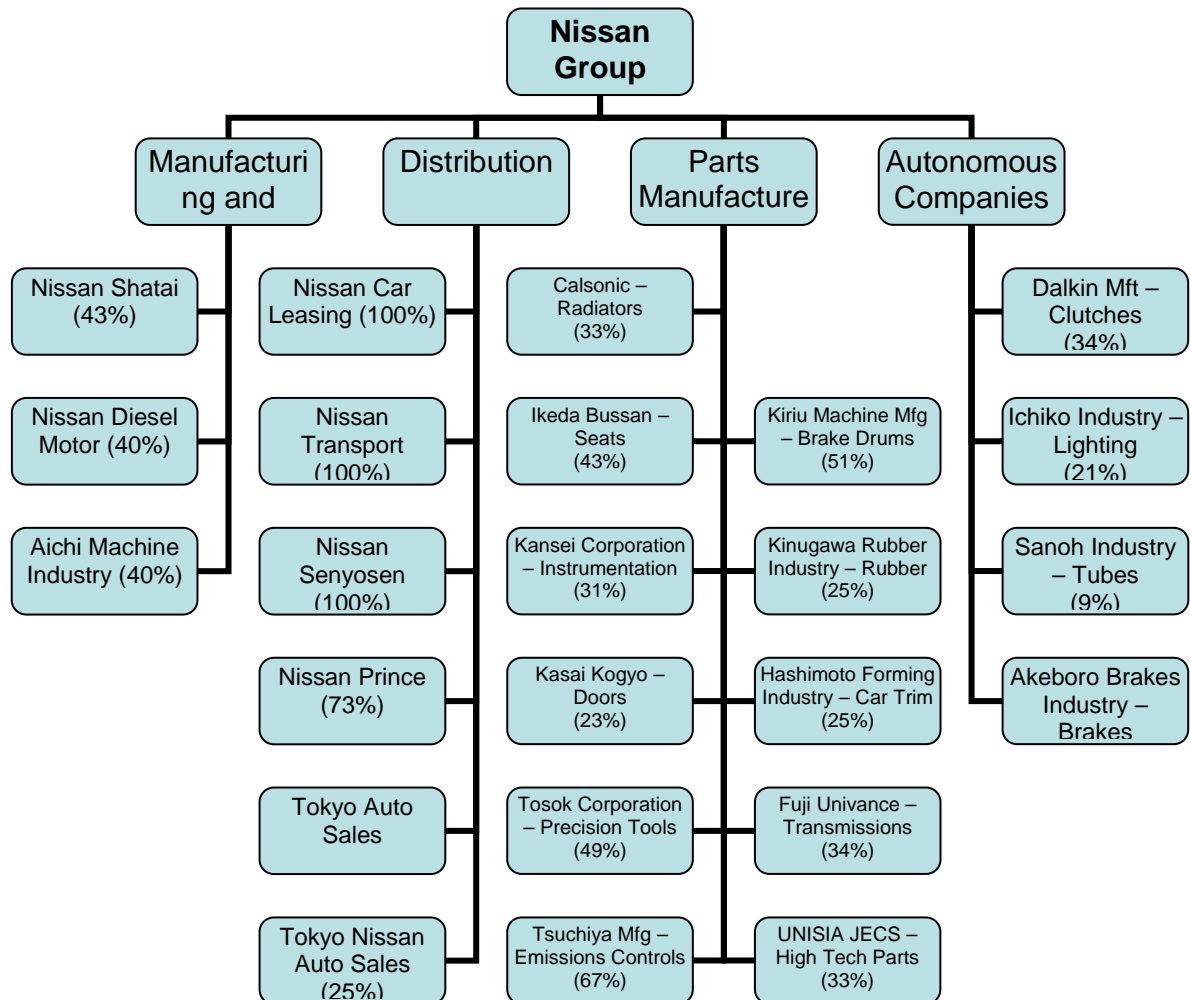 Nissan
Group
Manufacturi
ng and
Distribution
Parts
Manufacture
Autonomous
Companies
Nissan Shatai
(43%)
Nissan Diesel
Motor (40%)
Aichi Machine
Industry (40%)
Nissan Car
Leasing (100%)
Nissan
Transport
(100%)
Nissan
Senyosen
(100%)
Nissan Prince
(73%)
Tokyo Auto
Sales
Tokyo Nissan
Auto Sales
(25%)
Calsonic –
Radiators
(33%)
Ikeda Bussan –
Seats
(43%)
Kansei Corporation
– Instrumentation
(31%)
Kasai Kogyo –
Doors
(23%)
Tosok Corporation
– Precision Tools
(49%)
Tsuchiya Mfg –
Emissions Controls
(67%)
Kiriu Machine Mfg
– Brake Drums
(51%)
Kinugawa Rubber
Industry – Rubber
(25%)
Hashimoto Forming
Industry – Car Trim
(25%)
Fuji Univance –
Transmissions
(34%)
UNISIA JECS –
High Tech Parts
(33%)
Dalkin Mft –
Clutches
(34%)
Ichiko Industry –
Lighting
(21%)
Sanoh Industry
– Tubes
(9%)
Akeboro Brakes
Industry –
Brakes